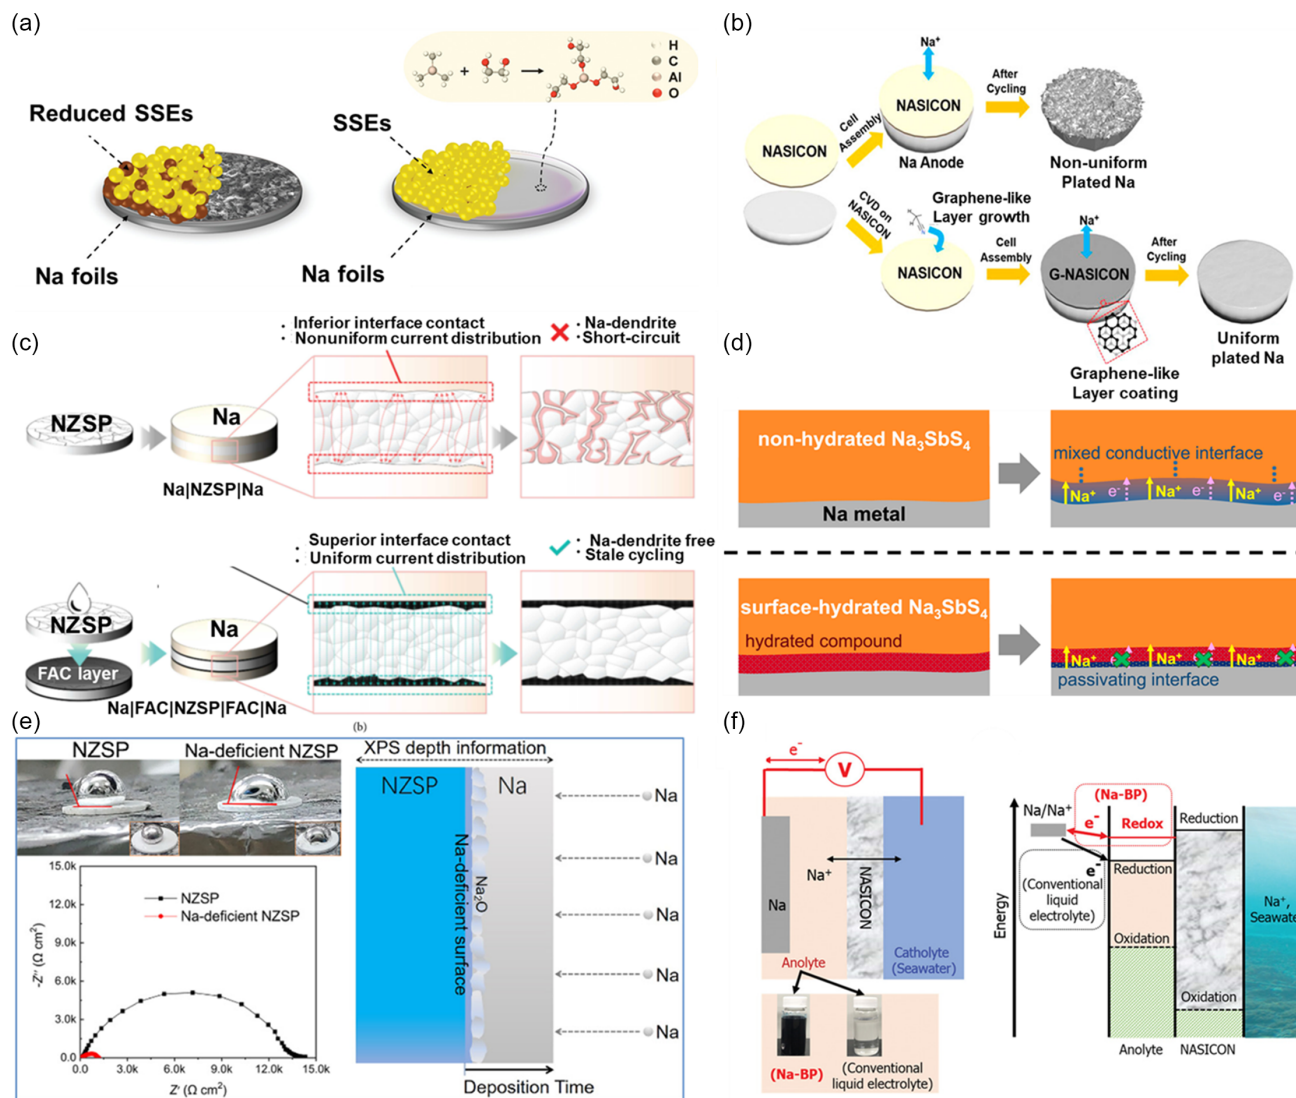 (a)
H
C
Al
O
+
Reduced SSEs
SSEs
Na foils
Na foils
(b)
Na⁺
NASICON
Cell
Assembly
NASICON
Na Anode
After
Cycling
Non-uniform
Plated Na
CVD on
NASICON
Graphene-like
Layer growth
NASICON
Cell
Assembly
Na⁺
G-NASICON
After
Cycling
Uniform
plated Na
Graphene-like
Layer coating
(c)
· Inferior interface contact
· Nonuniform current distribution
· Na-dendrite
· Short-circuit
NZSP
Na
Na|NZSP|Na
· Superior interface contact
· Uniform current distribution
· Na-dendrite free
· Stale cycling
NZSP
FAC layer
Na
Na|FAC|NZSP|FAC|Na
(b)
(d)
non-hydrated Na₃SbS₄
Na metal
mixed conductive interface
Na⁺ e⁻ Na⁺ e⁻ Na⁺ e⁻
surface-hydrated Na₃SbS₄
hydrated compound
Na⁺ Na⁺ Na⁺
passivating interface
(e)
NZSP
Na-deficient NZSP
15.0k
12.0k
9.0k
6.0k
3.0k
0.0
-Z'' (Ω cm²)
NZSP
Na-deficient NZSP
0.0 3.0k 6.0k 9.0k 12.0k 15.0k
Z' (Ω cm²)
XPS depth information
NZSP
Na-deficient surface
Na₂O
Na
Na
Na
Na
Na
Na
Deposition Time
(f)
e⁻
V
Na
Na⁺
NASICON
Catholyte
(Seawater)
Anolyte
(Na-BP)
(Conventional
liquid electrolyte)
Energy
Na/Na⁺
(Na-BP)
e⁻
Redox
Reduction
e⁻
(Conventional
liquid
electrolyte)
Reduction
Oxidation
Oxidation
Na⁺,
Seawate
Anolyte
NASICON